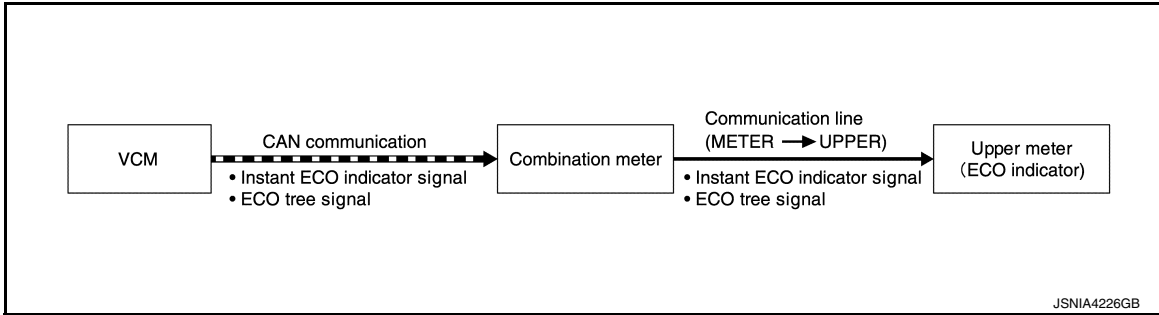 VCM
CAN communication
• Instant ECO indicator signal
• ECO tree signal
Combination meter
Communication line
(METER → UPPER)
• Instant ECO indicator signal
• ECO tree signal
Upper meter
(ECO indicator)
JSNIA4226GB